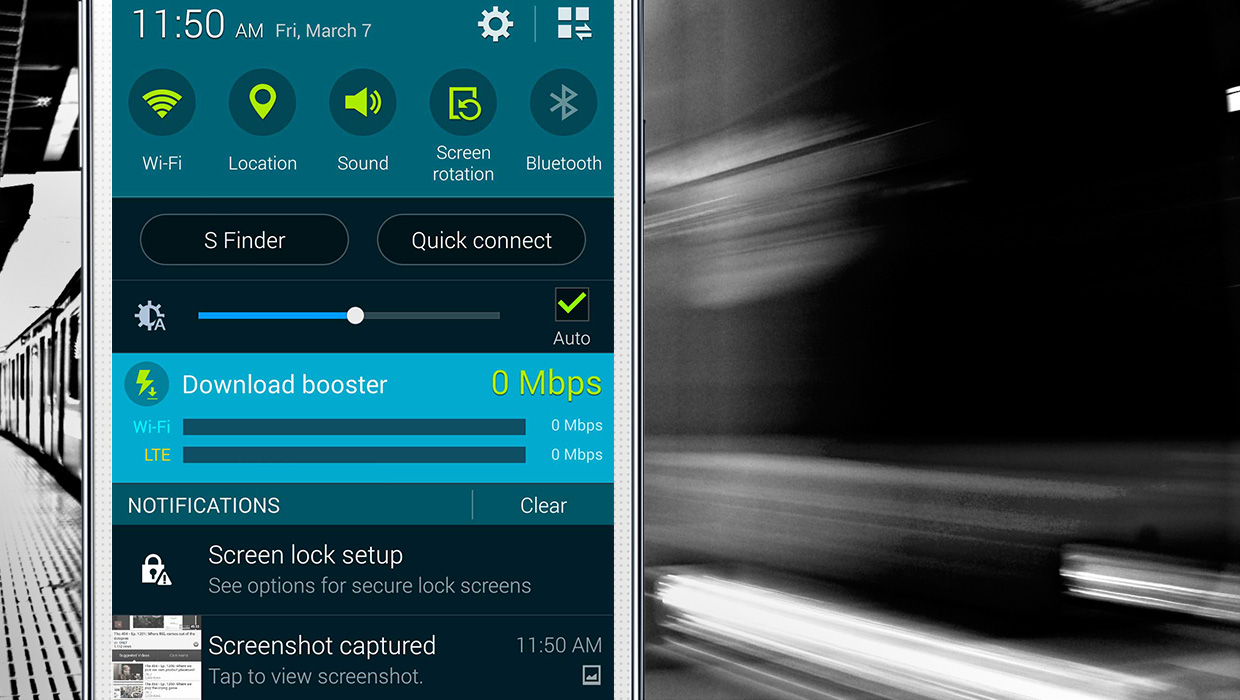 11:50 AM Fri, March 7
Wi-Fi
Location
Sound
Screen
rotation
Bluetooth
S Finder
Quick connect
A
Auto
Download booster 0 Mbps
Wi-Fi 0 Mbps
LTE 0 Mbps
NOTIFICATIONS Clear
Screen lock setup
See options for secure lock screens
Screenshot captured 11:50 AM
Tap to view screenshot.